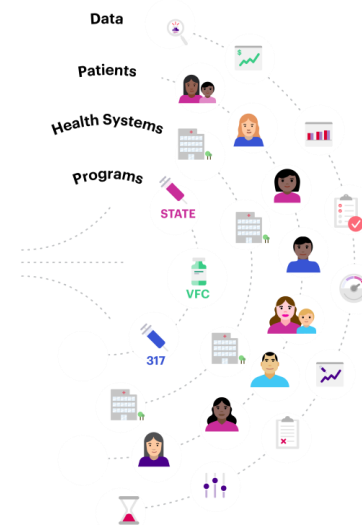 Data
Patients
Health Systems
Programs
STATE
VFC
317